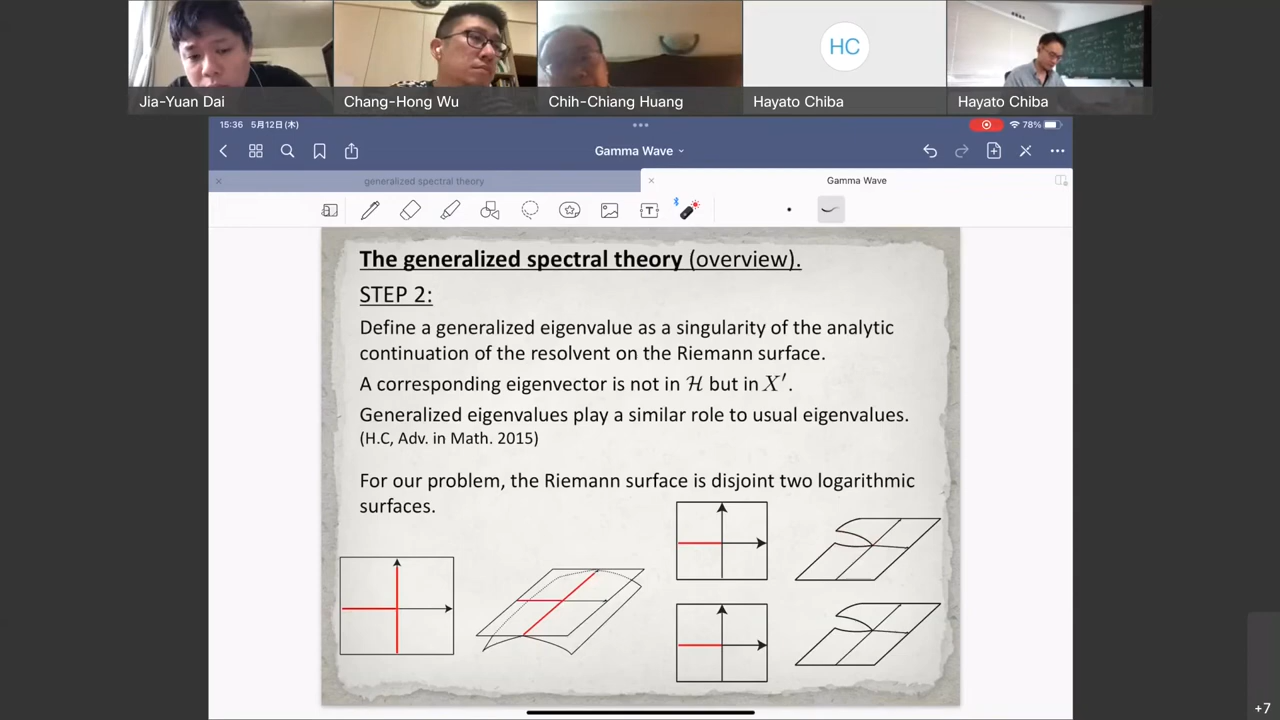 HC
Jia-Yuan Dai
Chang-Hong Wu
Chih-Chiang Huang
Hayato Chiba
Hayato Chiba
15:36 5月12日(木)
78%
Gamma Wave
generalized spectral theory
Gamma Wave
T
The generalized spectral theory (overview).
STEP 2:
Define a generalized eigenvalue as a singularity of the analytic
continuation of the resolvent on the Riemann surface.
A corresponding eigenvector is not in ℋ but in X′.
Generalized eigenvalues play a similar role to usual eigenvalues.
(H.C, Adv. in Math. 2015)
For our problem, the Riemann surface is disjoint two logarithmic
surfaces.
+7